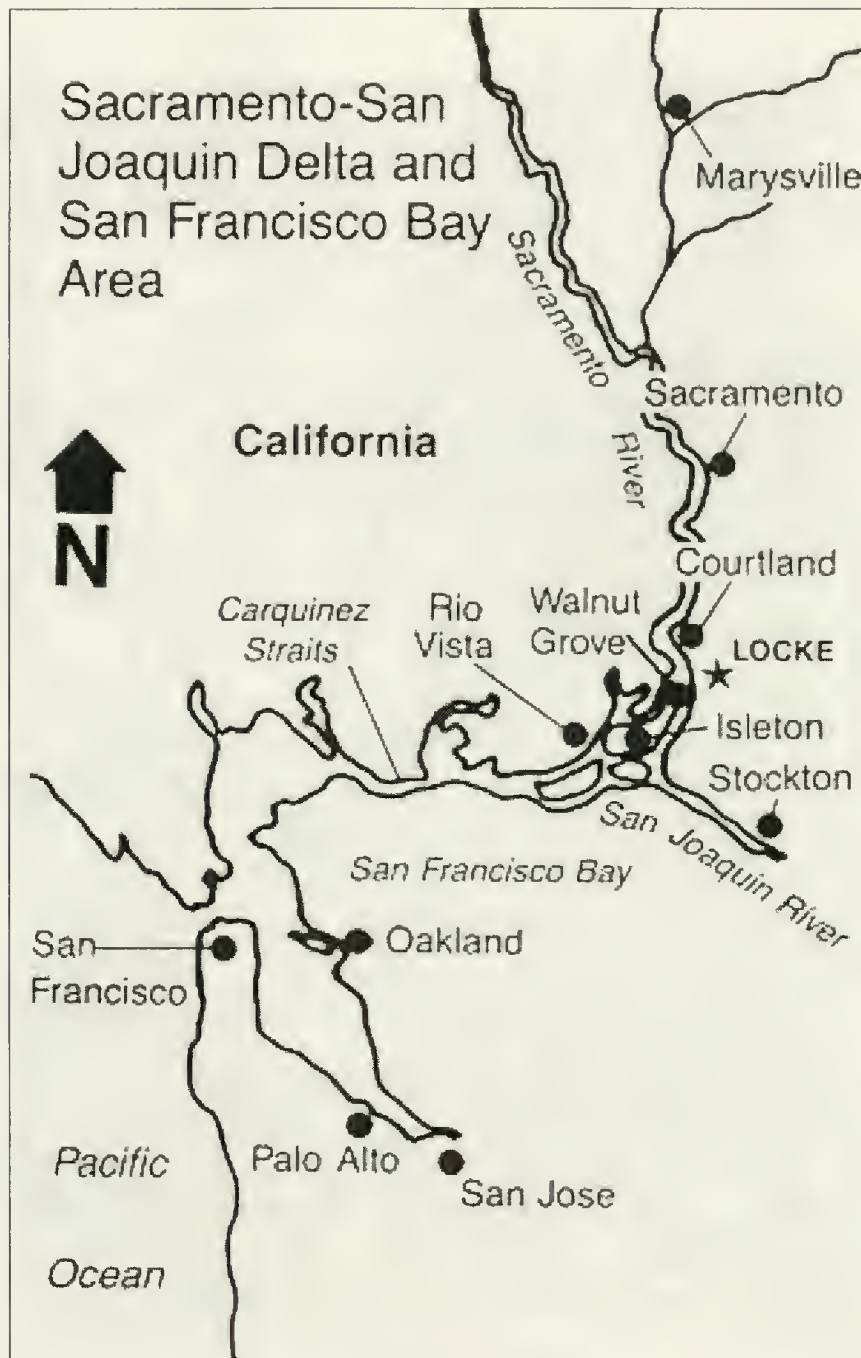 Sacramento-San
Joaquin Delta and
San Francisco Bay
Area
Marysville
Sacramento
River
Sacramento
California
N
Courtland
Carquinez
Straits
Rio
Vista
Walnut
Grove
LOCKE
Isleton
Stockton
San Joaquin River
San Francisco Bay
San
Francisco
Oakland
Pacific
Ocean
Palo Alto
San Jose